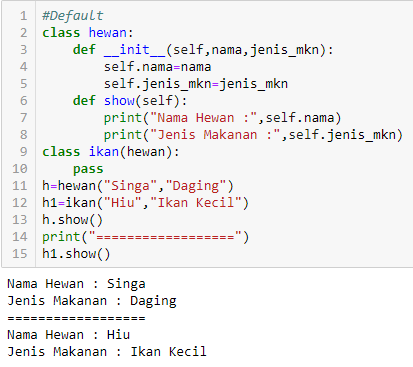 1 #Default
2 class hewan:
3     def __init__(self,nama,jenis_mkn):
4         self.nama=nama
5         self.jenis_mkn=jenis_mkn
6     def show(self):
7         print("Nama Hewan :",self.nama)
8         print("Jenis Makanan :",self.jenis_mkn)
9 class ikan(hewan):
10     pass
11 h=hewan("Singa","Daging")
12 h1=ikan("Hiu","Ikan Kecil")
13 h.show()
14 print("==================")
15 h1.show()
Nama Hewan : Singa
Jenis Makanan : Daging
==================
Nama Hewan : Hiu
Jenis Makanan : Ikan Kecil